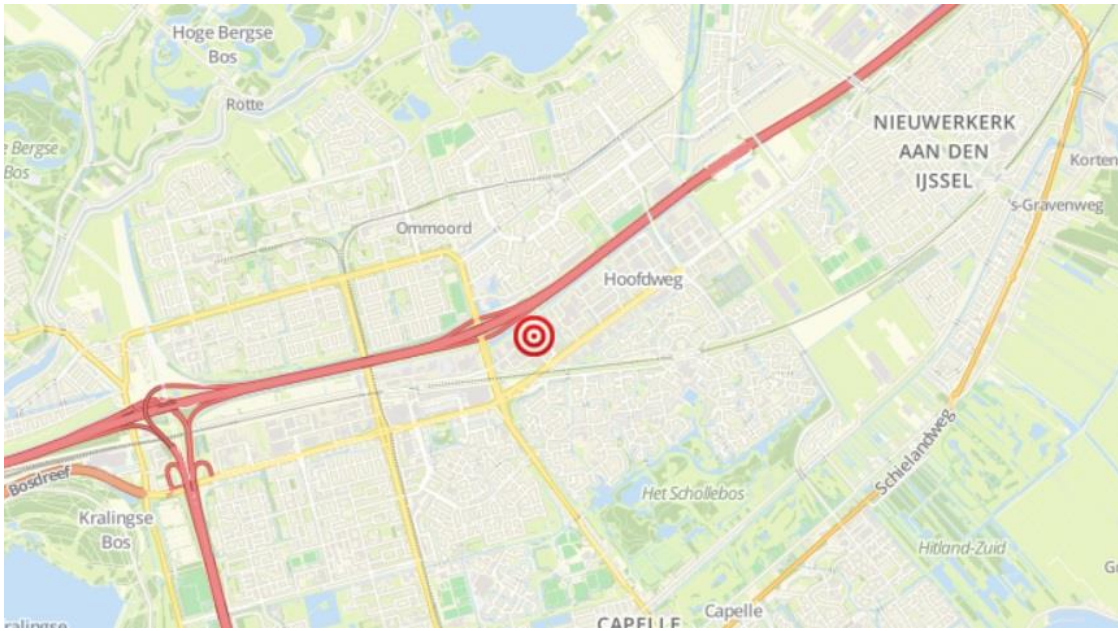 Hoge Bergse
Bos
Rotte
e Bergse
Bos
NIEUWERKERK
AAN DEN
IJSSEL
Korten
's-Gravenweg
Ommoord
Hoofdweg
Bosdreef
Schielandweg
Het Schollebos
Kralingse
Bos
Hitland-Zuid
Capelle
CAPELLE
ralingse